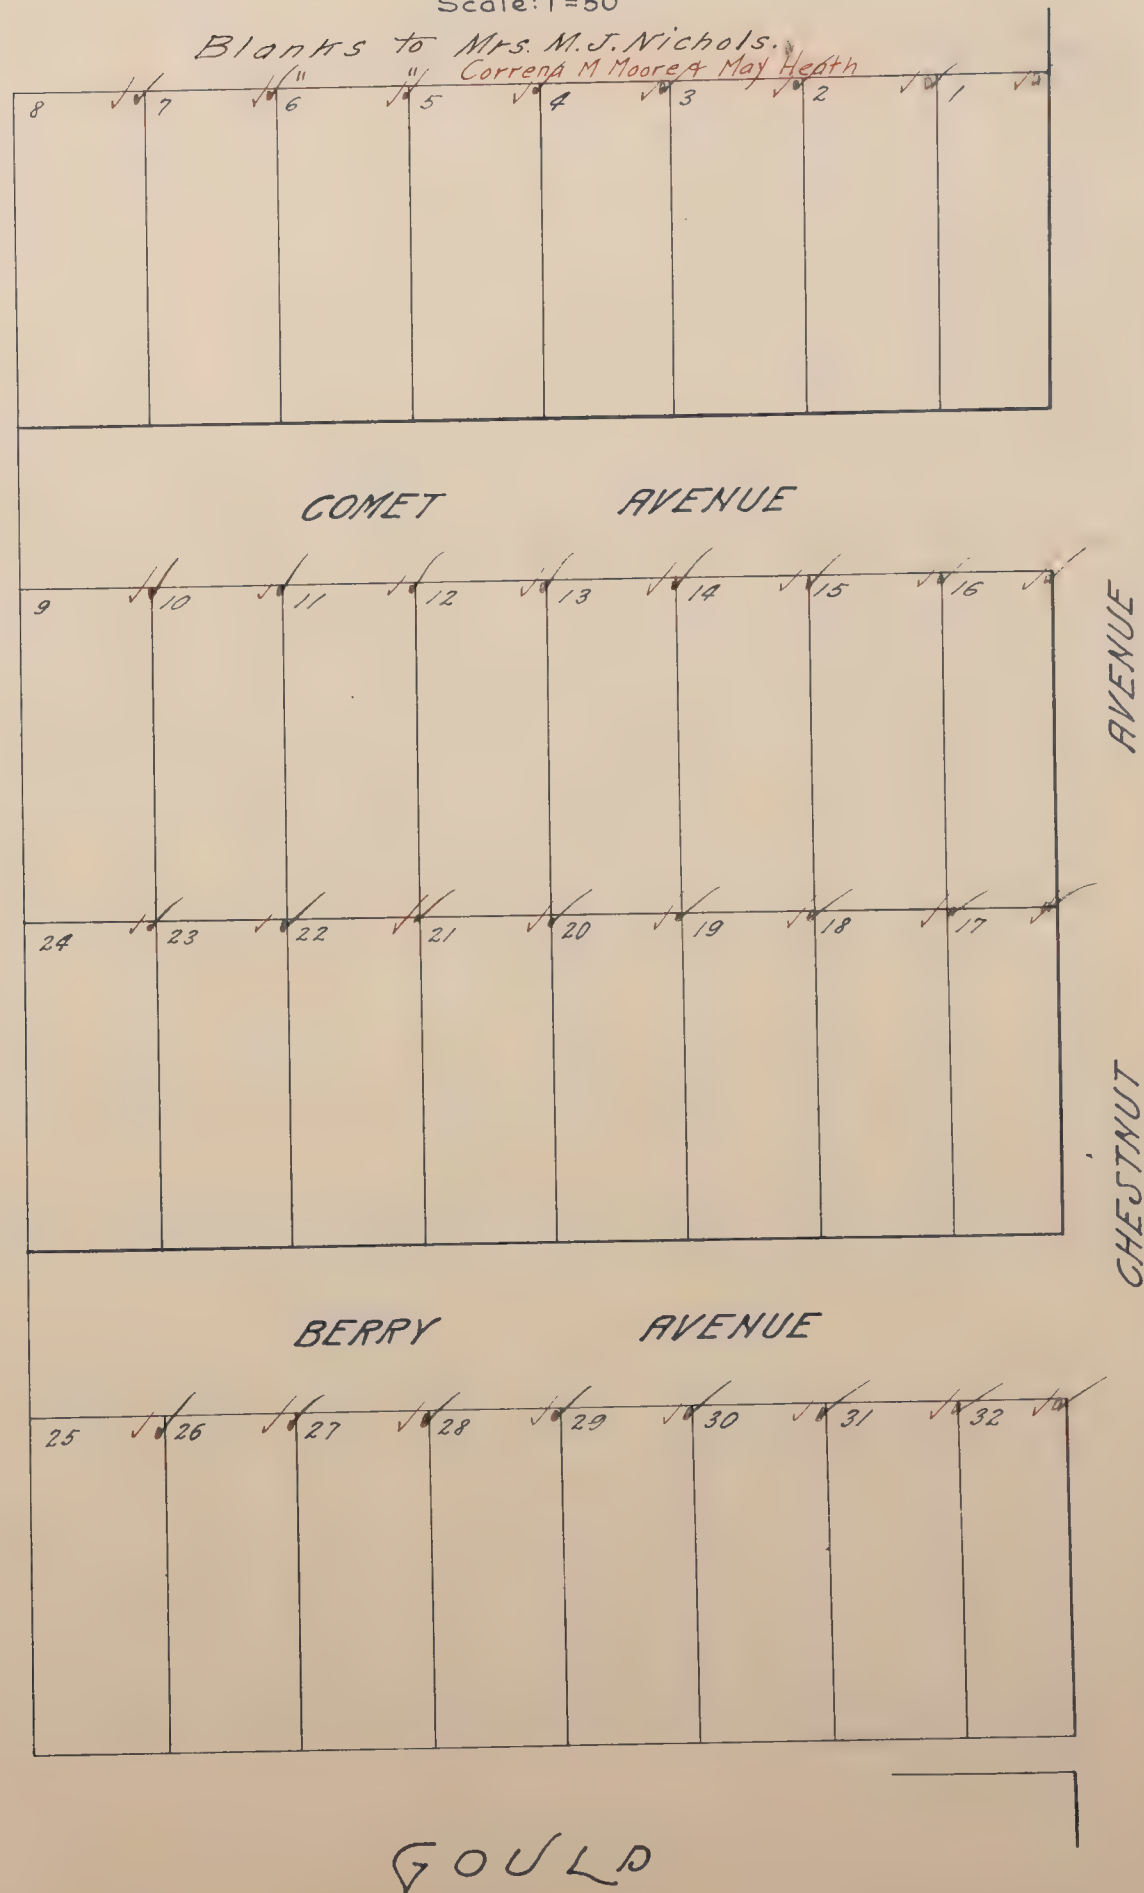 Scale: 1"=50'
Blanks to Mrs. M.J. Nichols.
" " Correna M Moore & May Heath
8 7 6 5 4 3 2 1
COMET AVENUE
9 10 11 12 13 14 15 16
AVENUE
24 23 22 21 20 19 18 17
CHESTNUT
BERRY AVENUE
25 26 27 28 29 30 31 32
GOULD